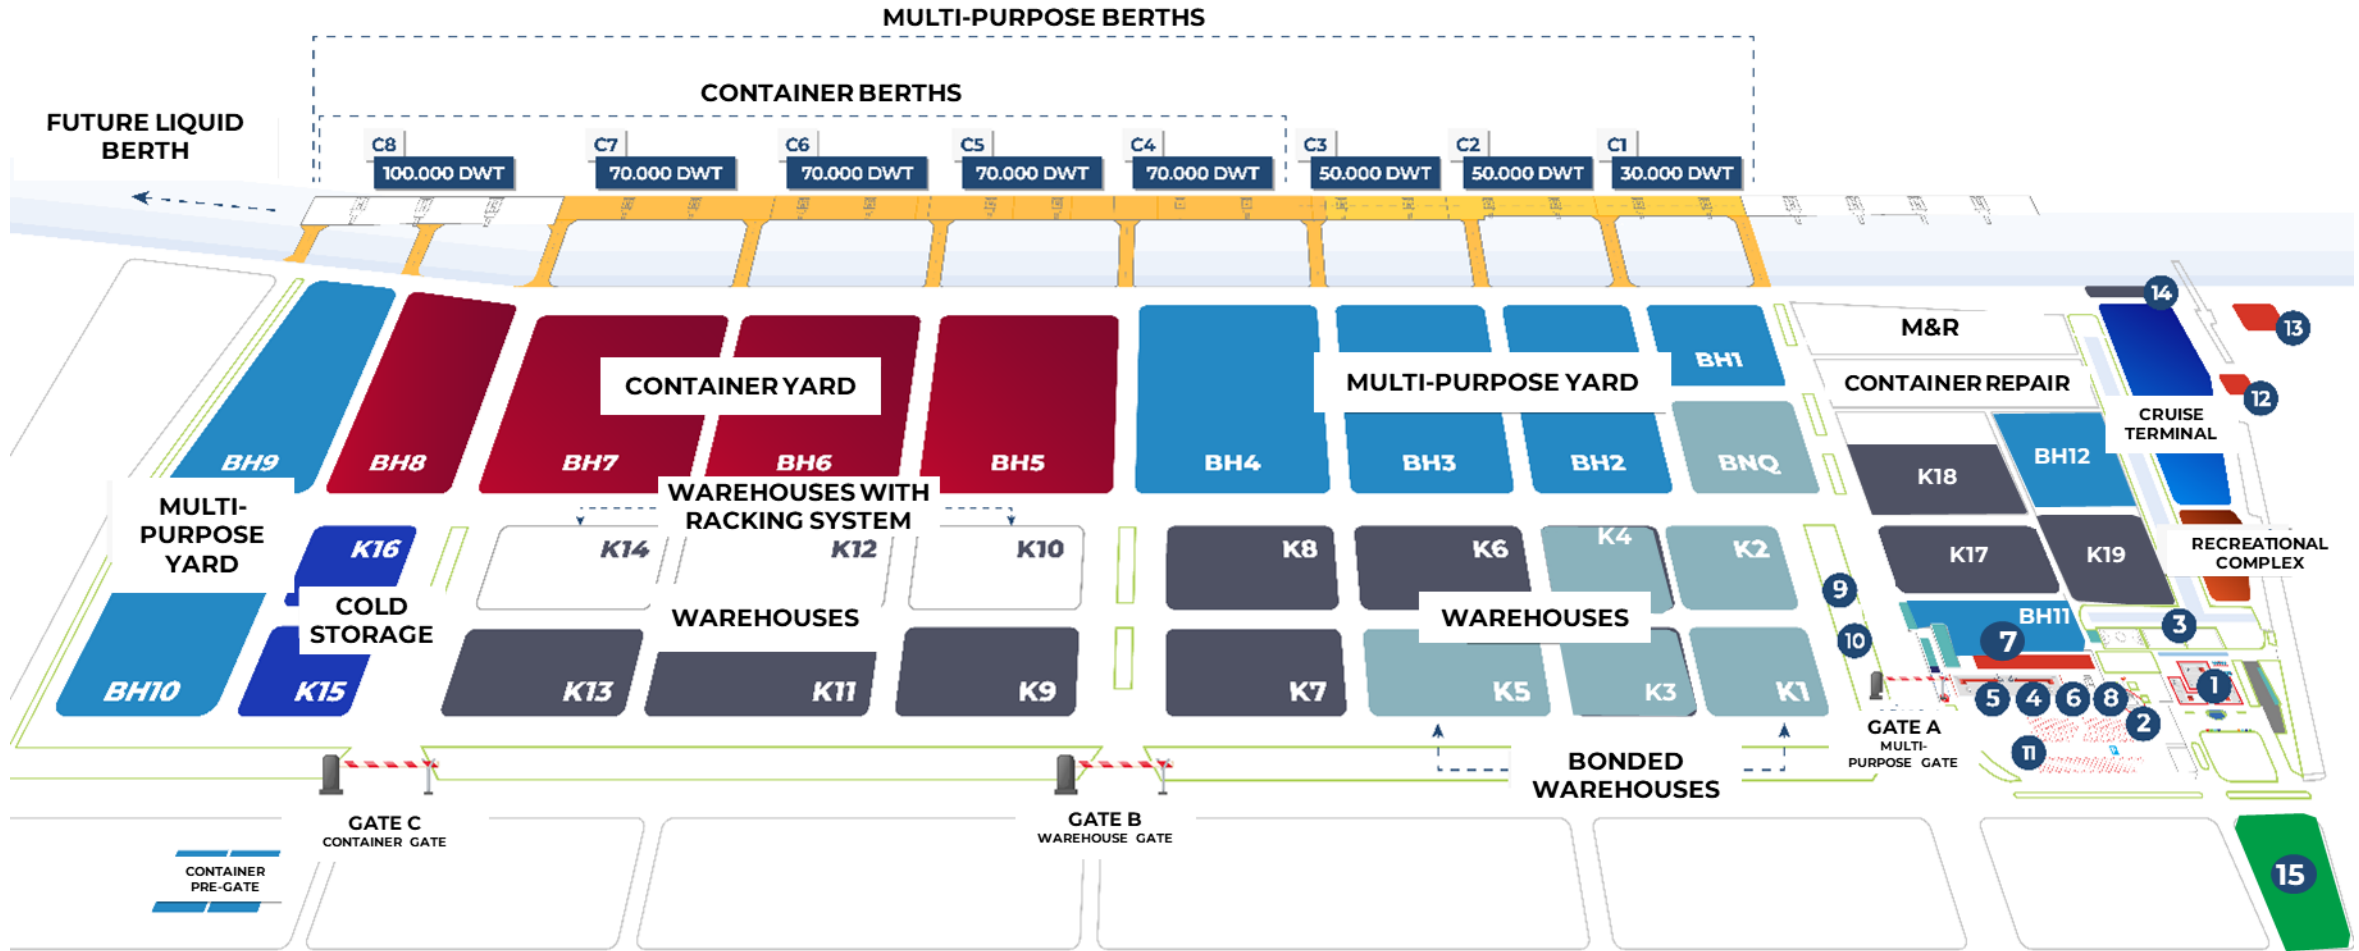 MULTI-PURPOSE BERTHS
CONTAINER BERTHS
FUTURE LIQUID
BERTH
C8
100.000 DWT
C7
70.000 DWT
C6
70.000 DWT
C5
70.000 DWT
C4
70.000 DWT
C3
50.000 DWT
C2
50.000 DWT
C1
30.000 DWT
14
13
12
M&R
CONTAINER REPAIR
CRUISE
TERMINAL
BH1
CONTAINER YARD
MULTI-PURPOSE YARD
BH9
BH8
BH7
BH6
BH5
BH4
BH3
BH2
BNQ
K18
BH12
MULTI-
PURPOSE
YARD
WAREHOUSES WITH
RACKING SYSTEM
K16
K14
K12
K10
K8
K6
K4
K2
K17
K19
RECREATIONAL
COMPLEX
COLD
STORAGE
WAREHOUSES
WAREHOUSES
9
10
BH11
7
3
BH10
K15
K13
K11
K9
K7
K5
K3
K1
5
4
6
8
1
2
11
GATE A
MULTI-
PURPOSE GATE
BONDED
WAREHOUSES
GATE C
CONTAINER GATE
GATE B
WAREHOUSE GATE
CONTAINER
PRE-GATE
15